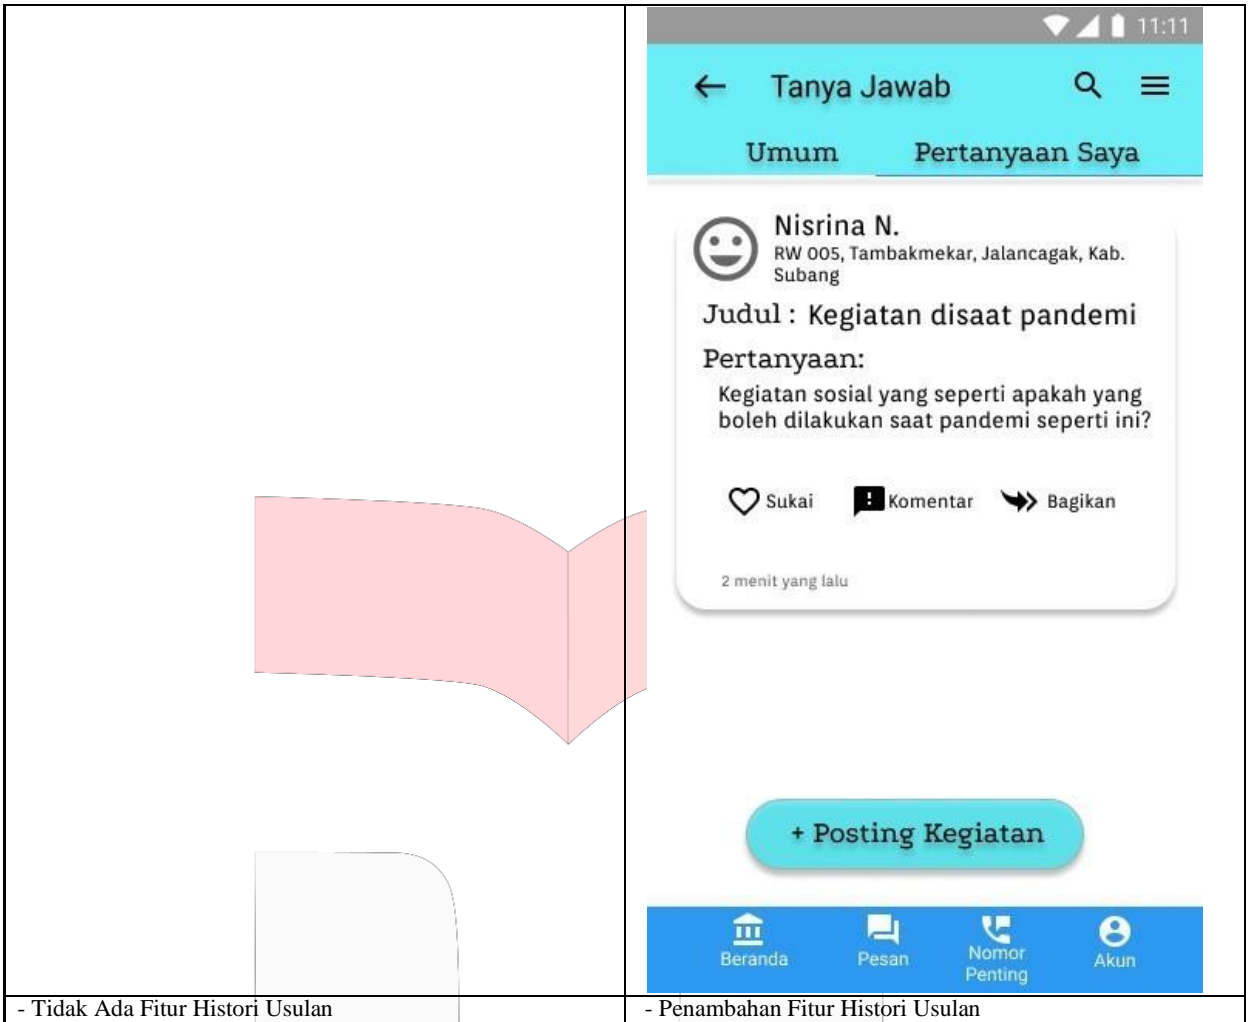 11:11
Tanya Jawab
Umum Pertanyaan Saya
Nisrina N.
RW 005, Tambakmekar, Jalancagak, Kab.
Subang
Judul : Kegiatan disaat pandemi
Pertanyaan:
Kegiatan sosial yang seperti apakah yang
boleh dilakukan saat pandemi seperti ini?
Sukai Komentar Bagikan
2 menit yang lalu
+ Posting Kegiatan
Beranda Pesan Nomor Penting Akun
- Tidak Ada Fitur Histori Usulan
- Penambahan Fitur Histori Usulan